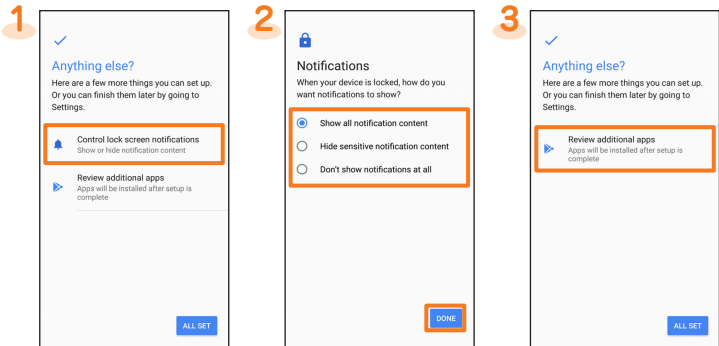 1
Anything else?
Here are a few more things you can set up.
Or you can finish them later by going to
Settings.
Control lock screen notifications
Show or hide notification content
Review additional apps
Apps will be installed after setup is
complete
ALL SET
2
Notifications
When your device is locked, how do you
want notifications to show?
Show all notification content
Hide sensitive notification content
Don't show notifications at all
DONE
3
Anything else?
Here are a few more things you can set up.
Or you can finish them later by going to
Settings.
Review additional apps
Apps will be installed after setup is
complete
ALL SET